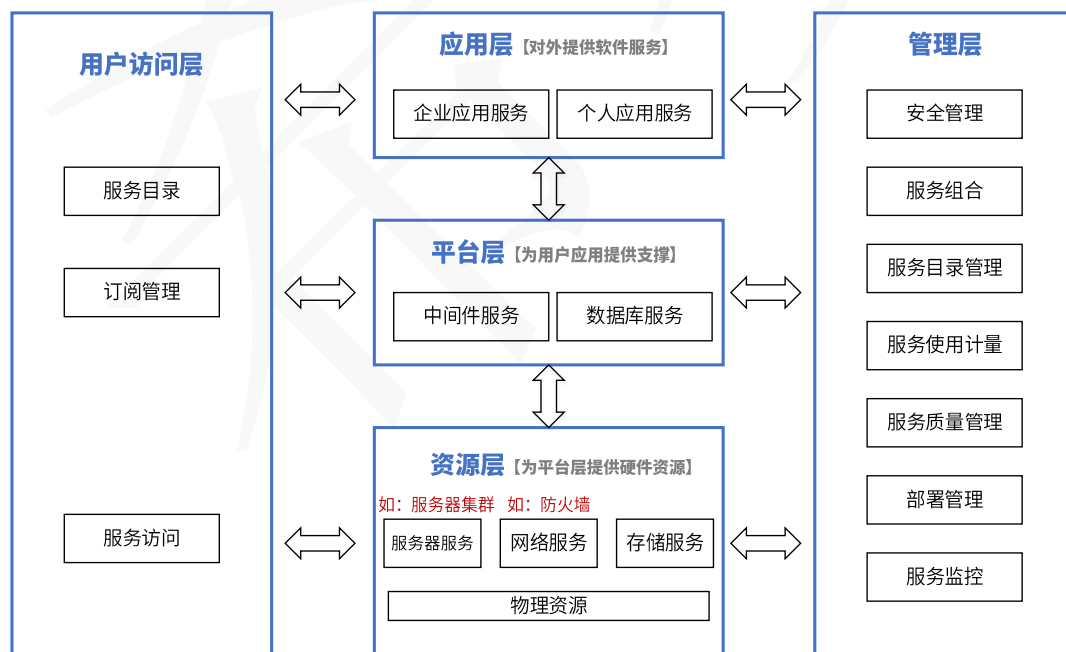 用户访问层
服务目录
订阅管理
服务访问
应用层【对外提供软件服务】
企业应用服务
个人应用服务
平台层【为用户应用提供支撑】
中间件服务
数据库服务
资源层【为平台层提供硬件资源】
如：服务器集群
如：防火墙
服务器服务
网络服务
存储服务
物理资源
管理层
安全管理
服务组合
服务目录管理
服务使用计量
服务质量管理
部署管理
服务监控